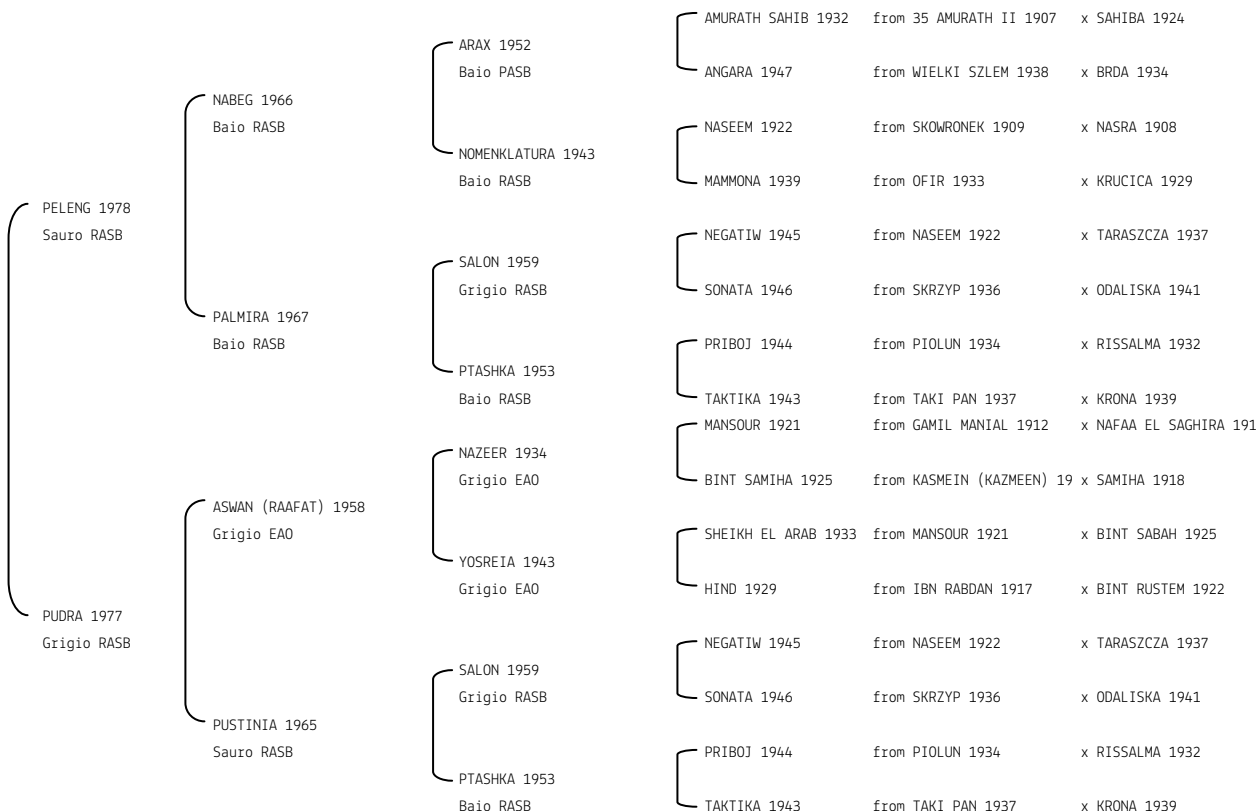 AMURATH SAHIB 1932 from 35 AMURATH II 1907 x SAHIBA 1924
ARAX 1952
Baio PASB
ANGARA 1947 from WIELKI SZLEM 1938 x BRDA 1934
NABEG 1966
Baio RASB
NASEEM 1922 from SKOWRONEK 1909 x NASRA 1908
NOMENKLATURA 1943
Baio RASB
MAMMONA 1939 from OFIR 1933 x KRUCICA 1929
PELENG 1978
Sauro RASB
NEGATIW 1945 from NASEEM 1922 x TARASZCZA 1937
SALON 1959
Grigio RASB
SONATA 1946 from SKRZYP 1936 x ODALISKA 1941
PALMIRA 1967
Baio RASB
PRIBOJ 1944 from PIOLUN 1934 x RISSALMA 1932
PTASHKA 1953
Baio RASB
TAKTIKA 1943 from TAKI PAN 1937 x KRONA 1939
MANSOUR 1921 from GAMIL MANIAL 1912 x NAFAA EL SAGHIRA 191
NAZEER 1934
Grigio EAO
BINT SAMIHA 1925 from KASMEIN (KAZMEEN) 19 x SAMIHA 1918
ASWAN (RAAFAT) 1958
Grigio EAO
SHEIKH EL ARAB 1933 from MANSOUR 1921 x BINT SABAH 1925
YOSREIA 1943
Grigio EAO
HIND 1929 from IBN RABDAN 1917 x BINT RUSTEM 1922
PUDRA 1977
Grigio RASB
NEGATIW 1945 from NASEEM 1922 x TARASZCZA 1937
SALON 1959
Grigio RASB
SONATA 1946 from SKRZYP 1936 x ODALISKA 1941
PUSTINIA 1965
Sauro RASB
PRIBOJ 1944 from PIOLUN 1934 x RISSALMA 1932
PTASHKA 1953
Baio RASB
TAKTIKA 1943 from TAKI PAN 1937 x KRONA 1939